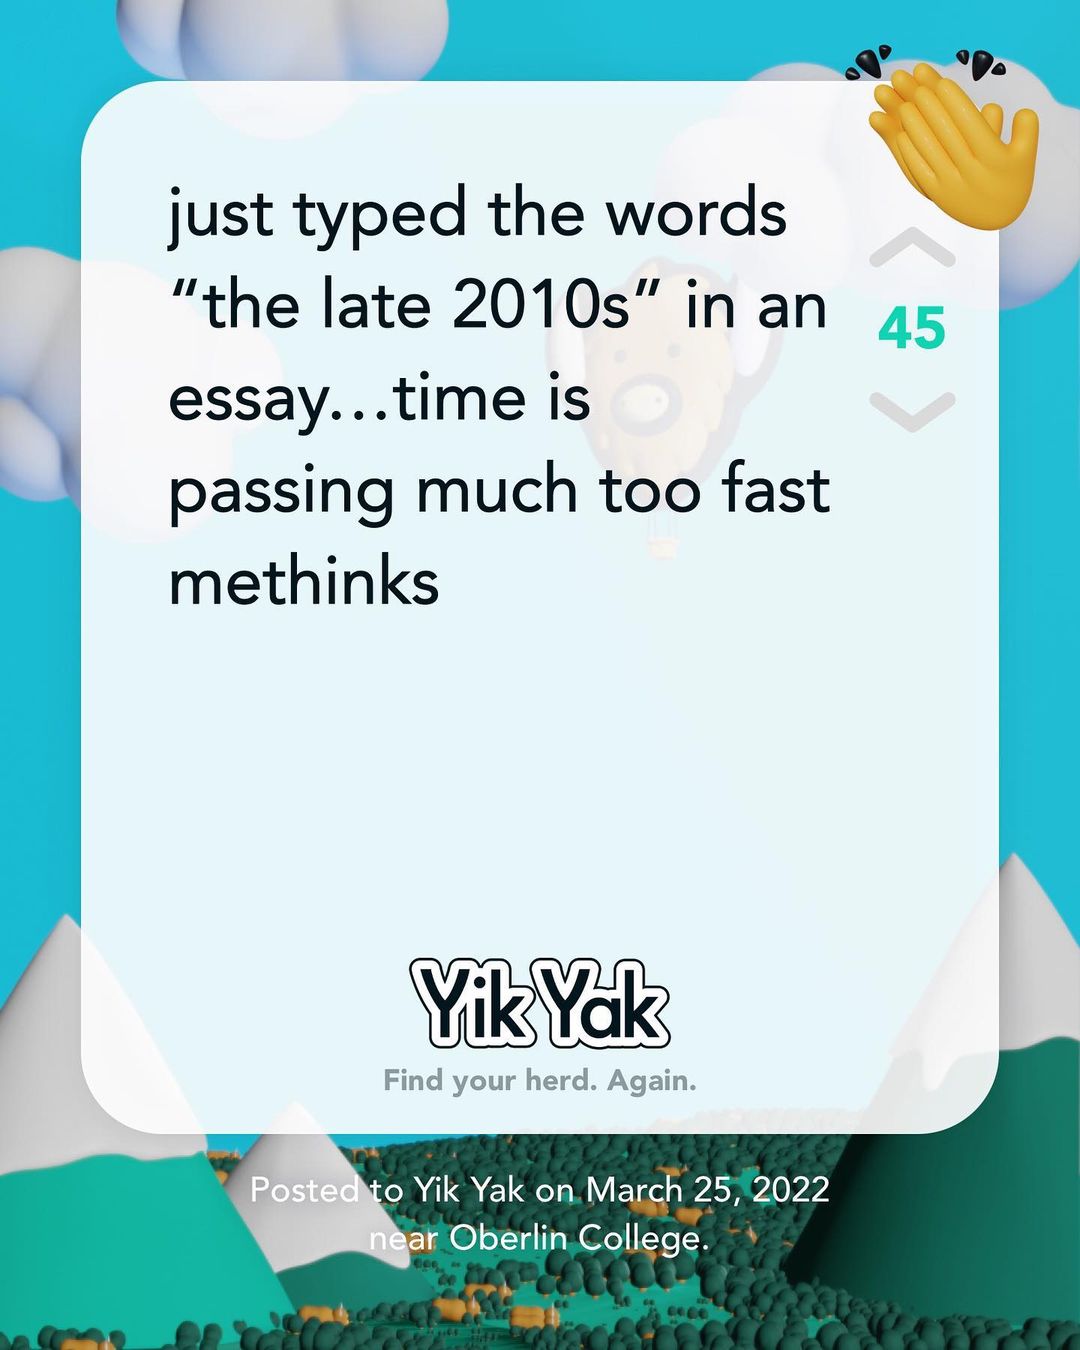 just typed the words
“the late 2010s” in an
essay...time is
passing much too fast
methinks
45
Yik Yak
Find your herd. Again.
Posted to Yik Yak on March 25, 2022
near Oberlin College.